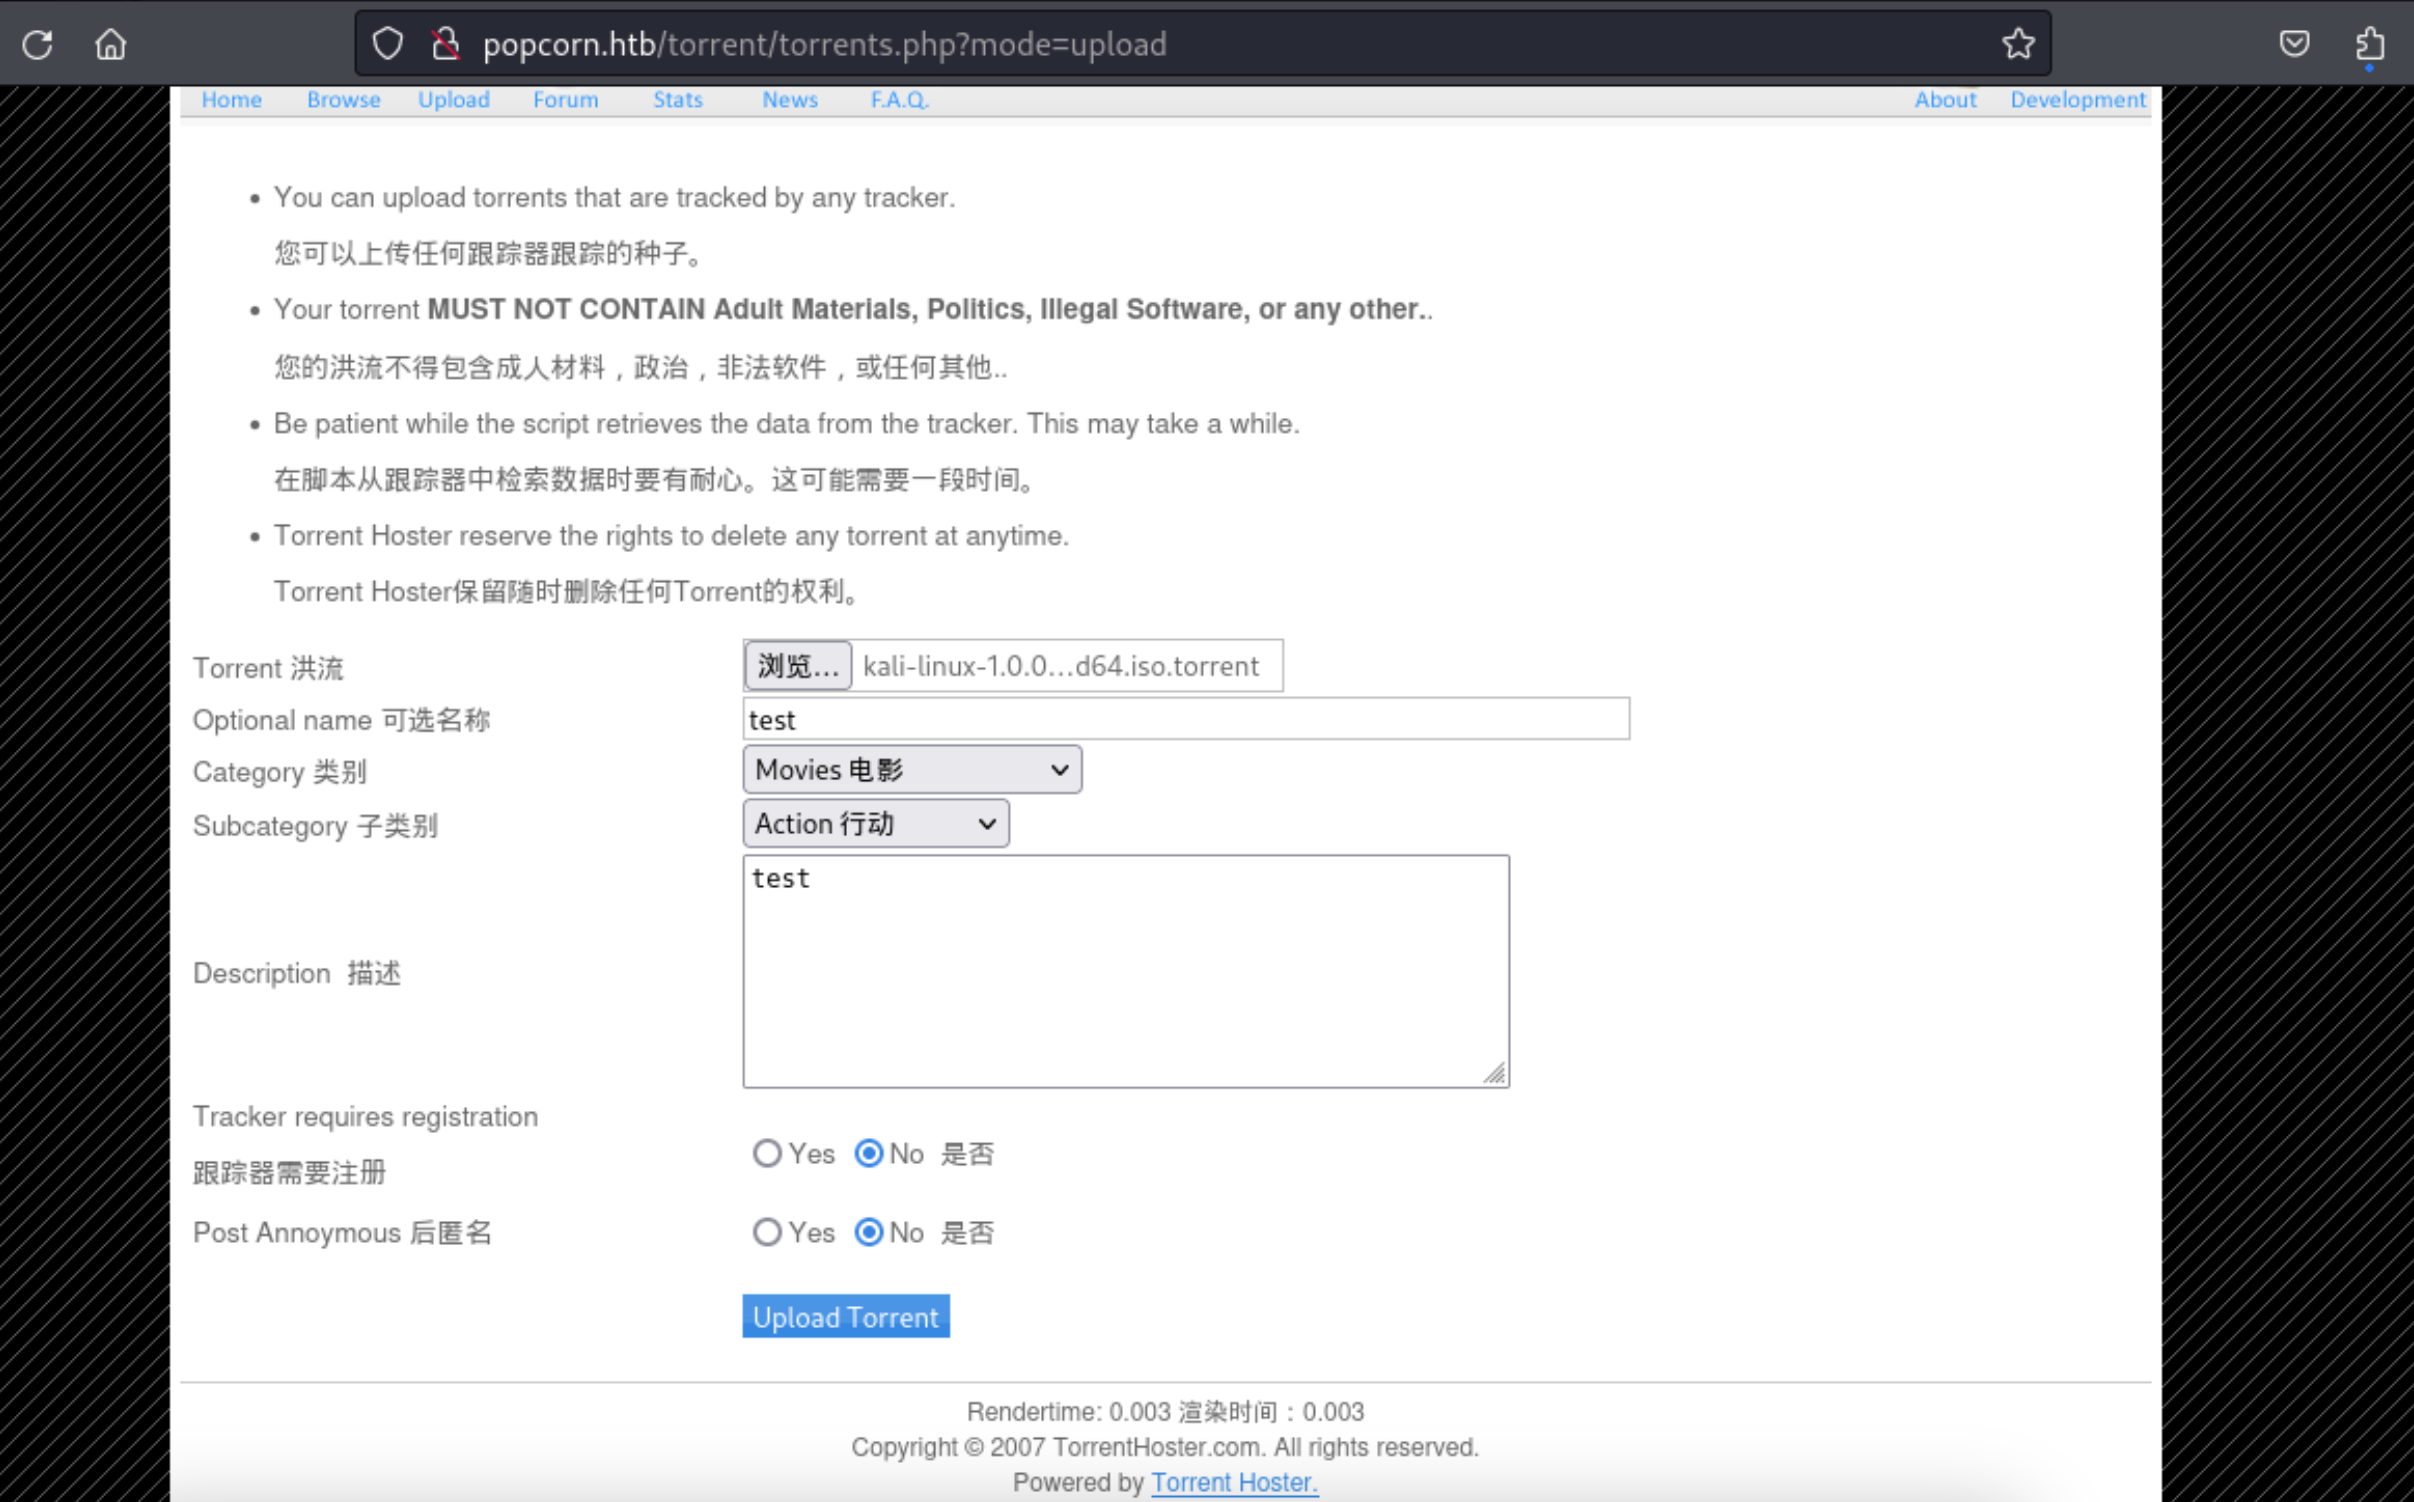 popcorn.htb/torrent/torrents.php?mode=upload
Home Browse Upload Forum Stats News F.A.Q. About Development
You can upload torrents that are tracked by any tracker.
您可以上传任何跟踪器跟踪的种子。
Your torrent MUST NOT CONTAIN Adult Materials, Politics, Illegal Software, or any other..
您的洪流不得包含成人材料，政治，非法软件，或任何其他..
Be patient while the script retrieves the data from the tracker. This may take a while.
在脚本从跟踪器中检索数据时要有耐心。这可能需要一段时间。
Torrent Hoster reserve the rights to delete any torrent at anytime.
Torrent Hoster保留随时删除任何Torrent的权利。
Torrent 洪流 浏览... kali-linux-1.0.0...d64.iso.torrent
Optional name 可选名称 test
Category 类别 Movies 电影
Subcategory 子类别 Action 行动
test
Description 描述
Tracker requires registration
跟踪器需要注册
Yes No 是否
Post Annoymous 后匿名 Yes No 是否
Upload Torrent
Rendertime: 0.003 渲染时间：0.003
Copyright © 2007 TorrentHoster.com. All rights reserved.
Powered by Torrent Hoster.